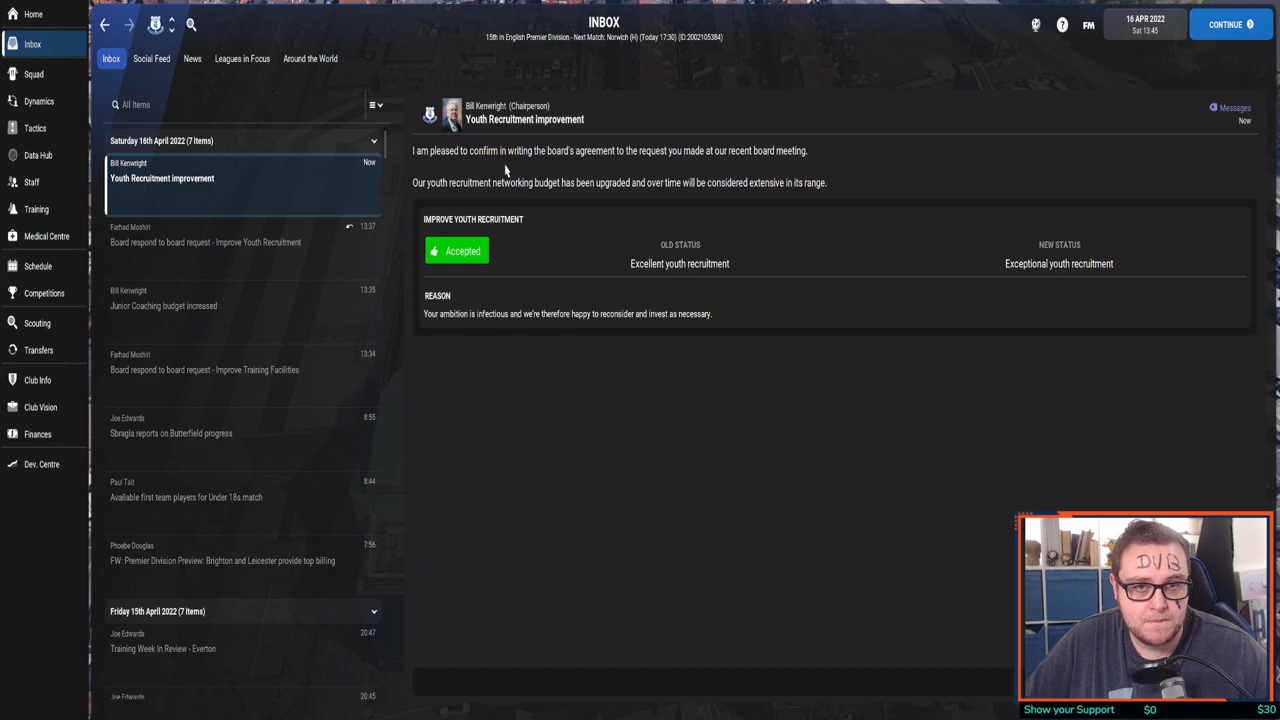 Home
Inbox
Squad
Dynamics
Tactics
Data Hub
Staff
Training
Medical Centre
Schedule
Competitions
Scouting
Transfers
Club Info
Club Vision
Finances
Dev. Centre
INBOX
15th in English Premier Division - Next Match: Norwich (H) (Today 17:30) (D:2002105384)
FM
16 APR 2022
Sat 13:45
CONTINUE
Inbox Social Feed News Leagues in Focus Around the World
All Items
Saturday 16th April 2022 (7 items)
Bill Kenwright Now
Youth Recruitment improvement
Farhad Moshiri 13:37
Board respond to board request - Improve Youth Recruitment
Bill Kenwright 13:35
Junior Coaching budget increased
Farhad Moshiri 13:34
Board respond to board request - Improve Training Facilities
Joe Edwards 8:55
Sbragia reports on Butterfield progress
Paul Tait 8:44
Available first team players for Under 18s match
Phoebe Douglas 7:56
FW: Premier Division Preview: Brighton and Leicester provide top billing
Friday 15th April 2022 (7 items)
Joe Edwards 20:47
Training Week In Review - Everton
Joe Edwards 20:45
Bill Kenwright (Chairperson)
Youth Recruitment improvement
Messages
Now
I am pleased to confirm in writing the board's agreement to the request you made at our recent board meeting.
Our youth recruitment networking budget has been upgraded and over time will be considered extensive in its range.
IMPROVE YOUTH RECRUITMENT
Accepted
OLD STATUS
Excellent youth recruitment
NEW STATUS
Exceptional youth recruitment
REASON
Your ambition is infectious and we're therefore happy to reconsider and invest as necessary.
DVB
Show your Support $0 $30